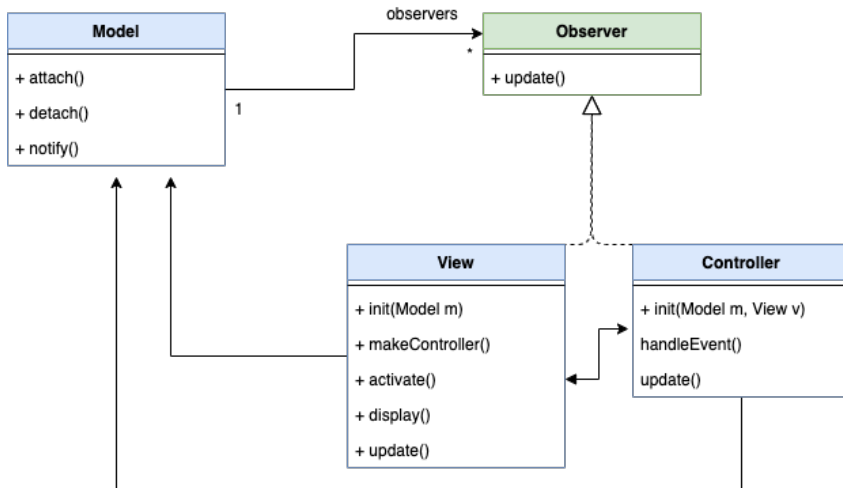 Model
+ attach()
+ detach()
+ notify()
observers
*
1
Observer
+ update()
View
+ init(Model m)
+ makeController()
+ activate()
+ display()
+ update()
Controller
+ init(Model m, View v)
handleEvent()
update()